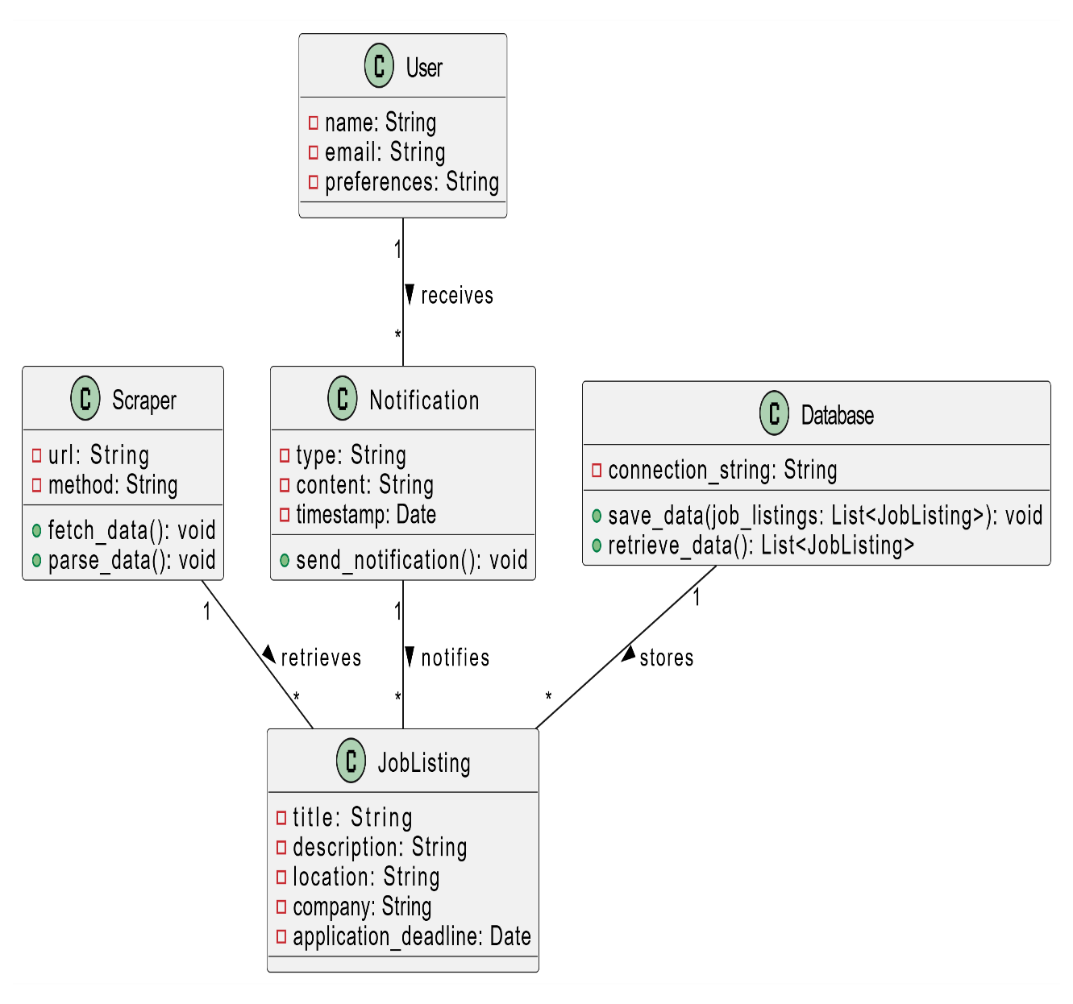 C User
name: String
email: String
preferences: String
1
receives
*
C Scraper
url: String
method: String
fetch_data(): void
parse_data(): void
C Notification
type: String
content: String
timestamp: Date
send_notification(): void
C Database
connection_string: String
save_data(job_listings: List<JobListing>): void
retrieve_data(): List<JobListing>
1
retrieves
*
1
notifies
*
1
stores
*
C JobListing
title: String
description: String
location: String
company: String
application_deadline: Date